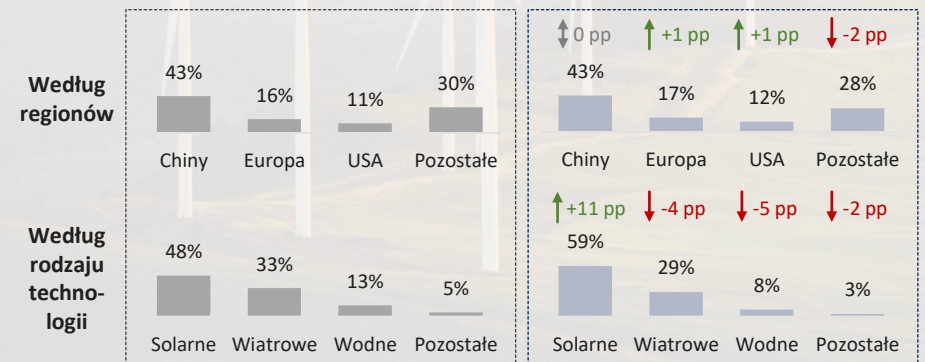 Według
regionów
43%
16%
11%
30%
Chiny
Europa
USA
Pozostałe
0 pp
+1 pp
+1 pp
-2 pp
43%
17%
12%
28%
Chiny
Europa
USA
Pozostałe
Według
rodzaju
techno-
logii
48%
33%
13%
5%
Solarne
Wiatrowe
Wodne
Pozostałe
+11 pp
-4 pp
-5 pp
-2 pp
59%
29%
8%
3%
Solarne
Wiatrowe
Wodne
Pozostałe